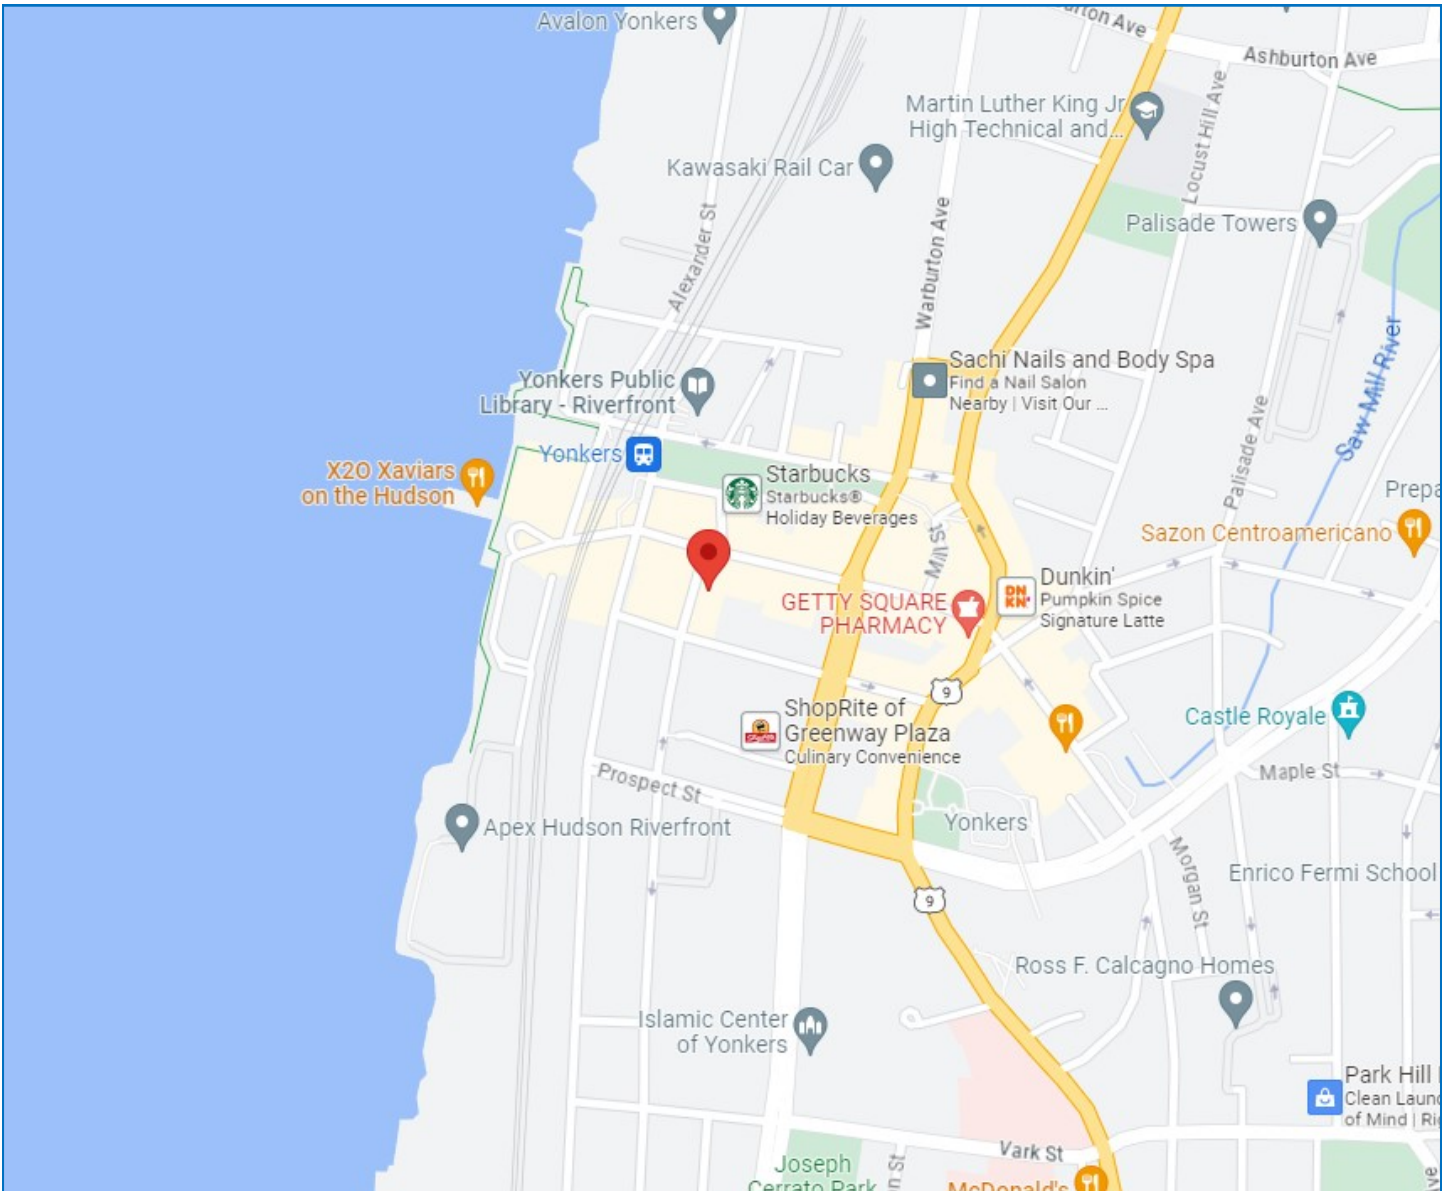 Avalon Yonkers
Ashburton Ave
Martin Luther King Jr
High Technical and...
Locust Hill Ave
Kawasaki Rail Car
Palisade Towers
Alexander St
Warburton Ave
Saw Mill River
Sachi Nails and Body Spa
Find a Nail Salon
Nearby | Visit Our ...
Yonkers Public
Library - Riverfront
Palisade Ave
Yonkers
X2O Xaviars
on the Hudson
Starbucks
Starbucks®
Holiday Beverages
Mill St
Prepa
Sazon Centroamericano
DN
KN'
Dunkin'
Pumpkin Spice
Signature Latte
GETTY SQUARE
PHARMACY
9
ShopRite of
Greenway Plaza
Culinary Convenience
Castle Royale
Maple St
Prospect St
Yonkers
Apex Hudson Riverfront
Morgan St
Enrico Fermi School
9
Ross F. Calcagno Homes
Islamic Center
of Yonkers
Park Hill
Clean Laun
of Mind | Ri
Vark St
Joseph
Cerrato Park
McDonald's